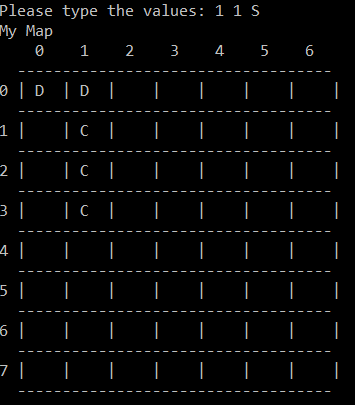 Please type the values: 1 1 S
My Map
    0    1    2    3    4    5    6
  -----------------------------------
0 | D  | D  |    |    |    |    |    |
  -----------------------------------
1 |    | C  |    |    |    |    |    |
  -----------------------------------
2 |    | C  |    |    |    |    |    |
  -----------------------------------
3 |    | C  |    |    |    |    |    |
  -----------------------------------
4 |    |    |    |    |    |    |    |
  -----------------------------------
5 |    |    |    |    |    |    |    |
  -----------------------------------
6 |    |    |    |    |    |    |    |
  -----------------------------------
7 |    |    |    |    |    |    |    |
  -----------------------------------